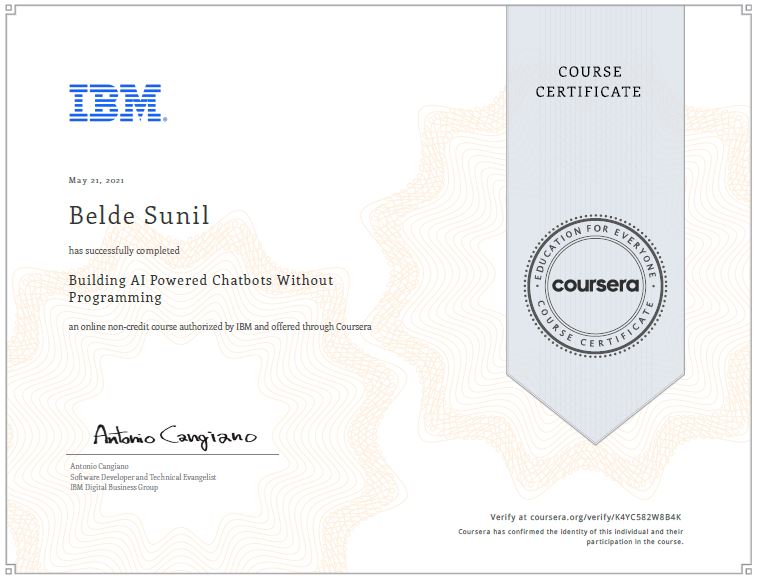 IBM
COURSE
CERTIFICATE
May 21, 2021
Belde Sunil
has successfully completed
Building AI Powered Chatbots Without
Programming
an online non-credit course authorized by IBM and offered through Coursera
EDUCATION FOR EVERYONE
coursera
COURSE CERTIFICATE
Antonio Cangiano
Antonio Cangiano
Software Developer and Technical Evangelist
IBM Digital Business Group
Verify at coursera.org/verify/K4YC582W8B4K
Coursera has confirmed the identity of this individual and their
participation in the course.